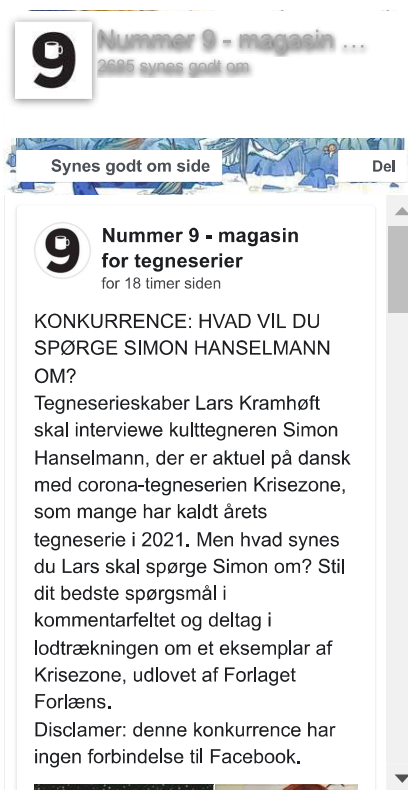 9
Nummer 9 - magasin ...
2685 synes godt om
Synes godt om side
Del
9
Nummer 9 - magasin
for tegneserier
for 18 timer siden
KONKURRENCE: HVAD VIL DU
SPØRGE SIMON HANSELMANN
OM?
Tegneserieskaber Lars Kramhøft
skal interviewe kulttegneren Simon
Hanselmann, der er aktuel på dansk
med corona-tegneserien Krisezone,
som mange har kaldt årets
tegneserie i 2021. Men hvad synes
du Lars skal spørge Simon om? Stil
dit bedste spørgsmål i
kommentarfeltet og deltag i
lodtrækningen om et eksemplar af
Krisezone, udlovet af Forlaget
Forlæns.
Disclamer: denne konkurrence har
ingen forbindelse til Facebook.